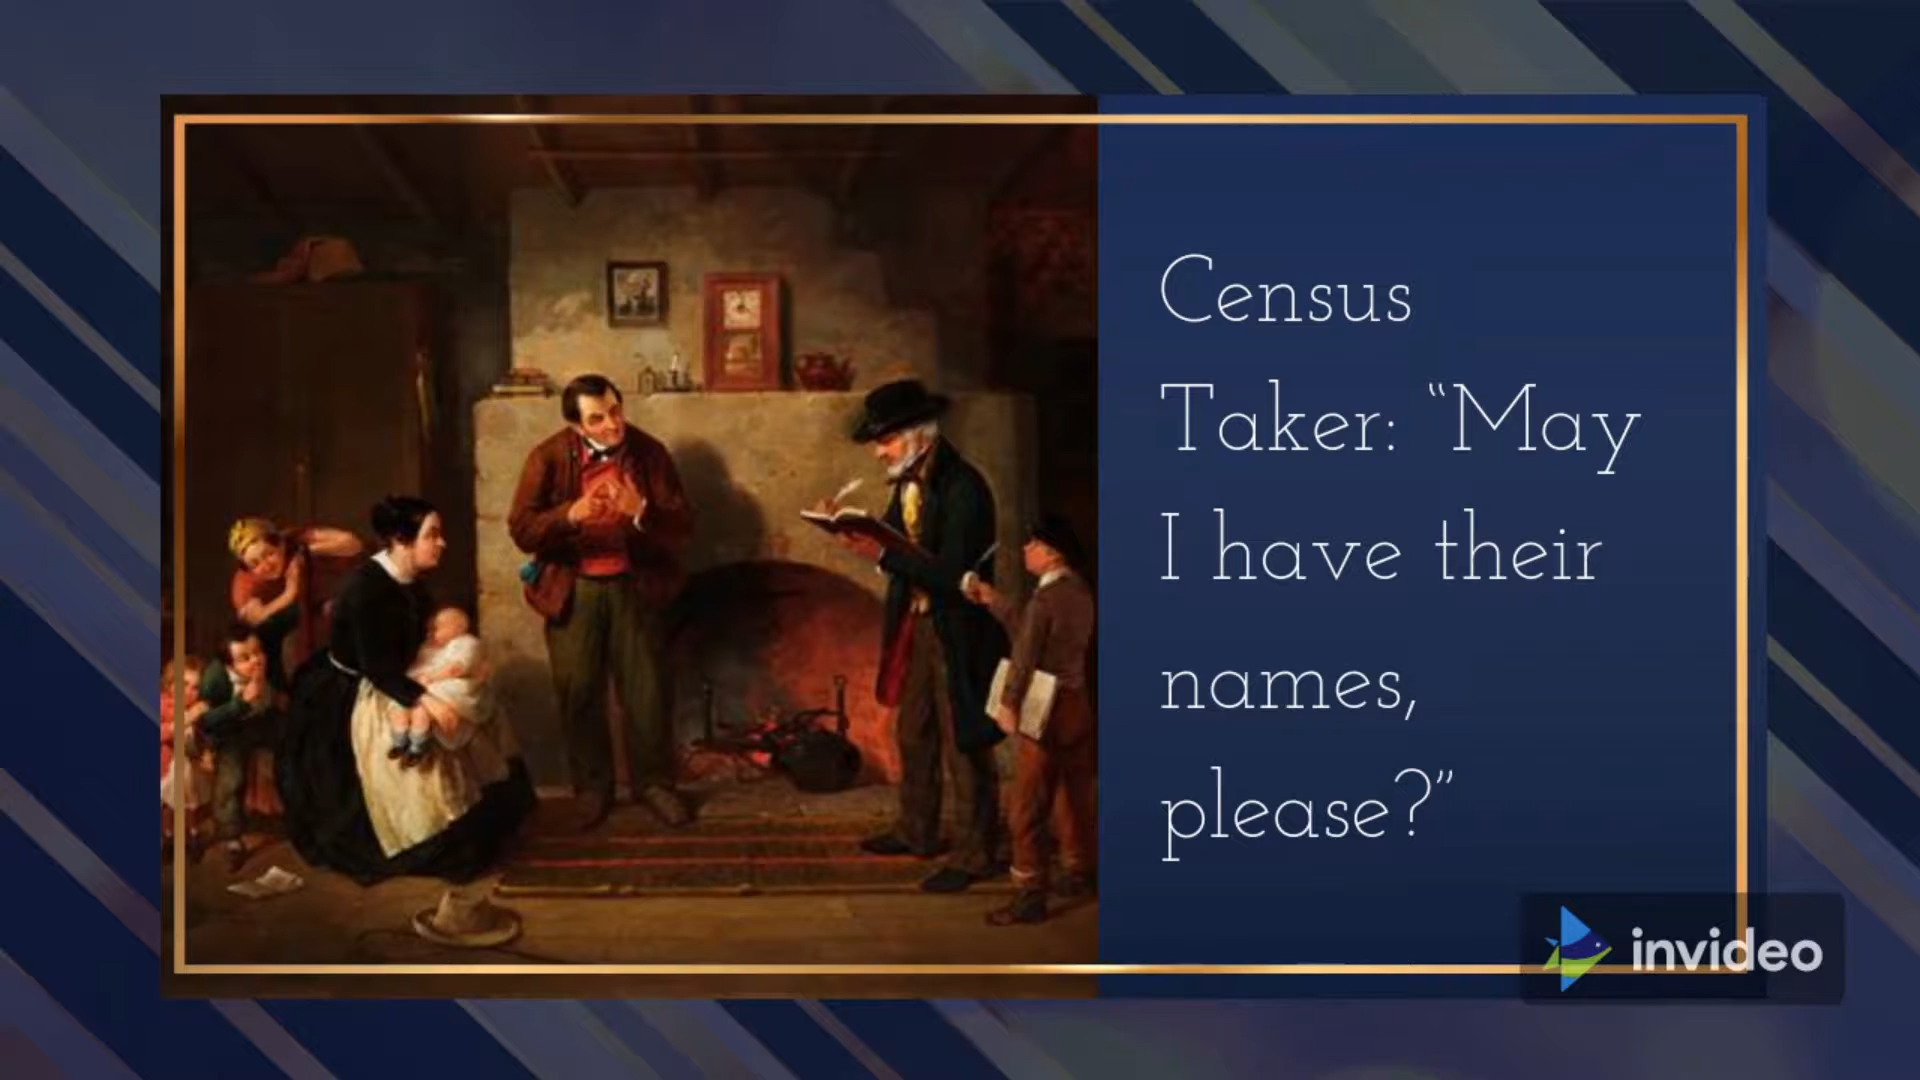 Census
Taker: “May
I have their
names,
please?”
invideo